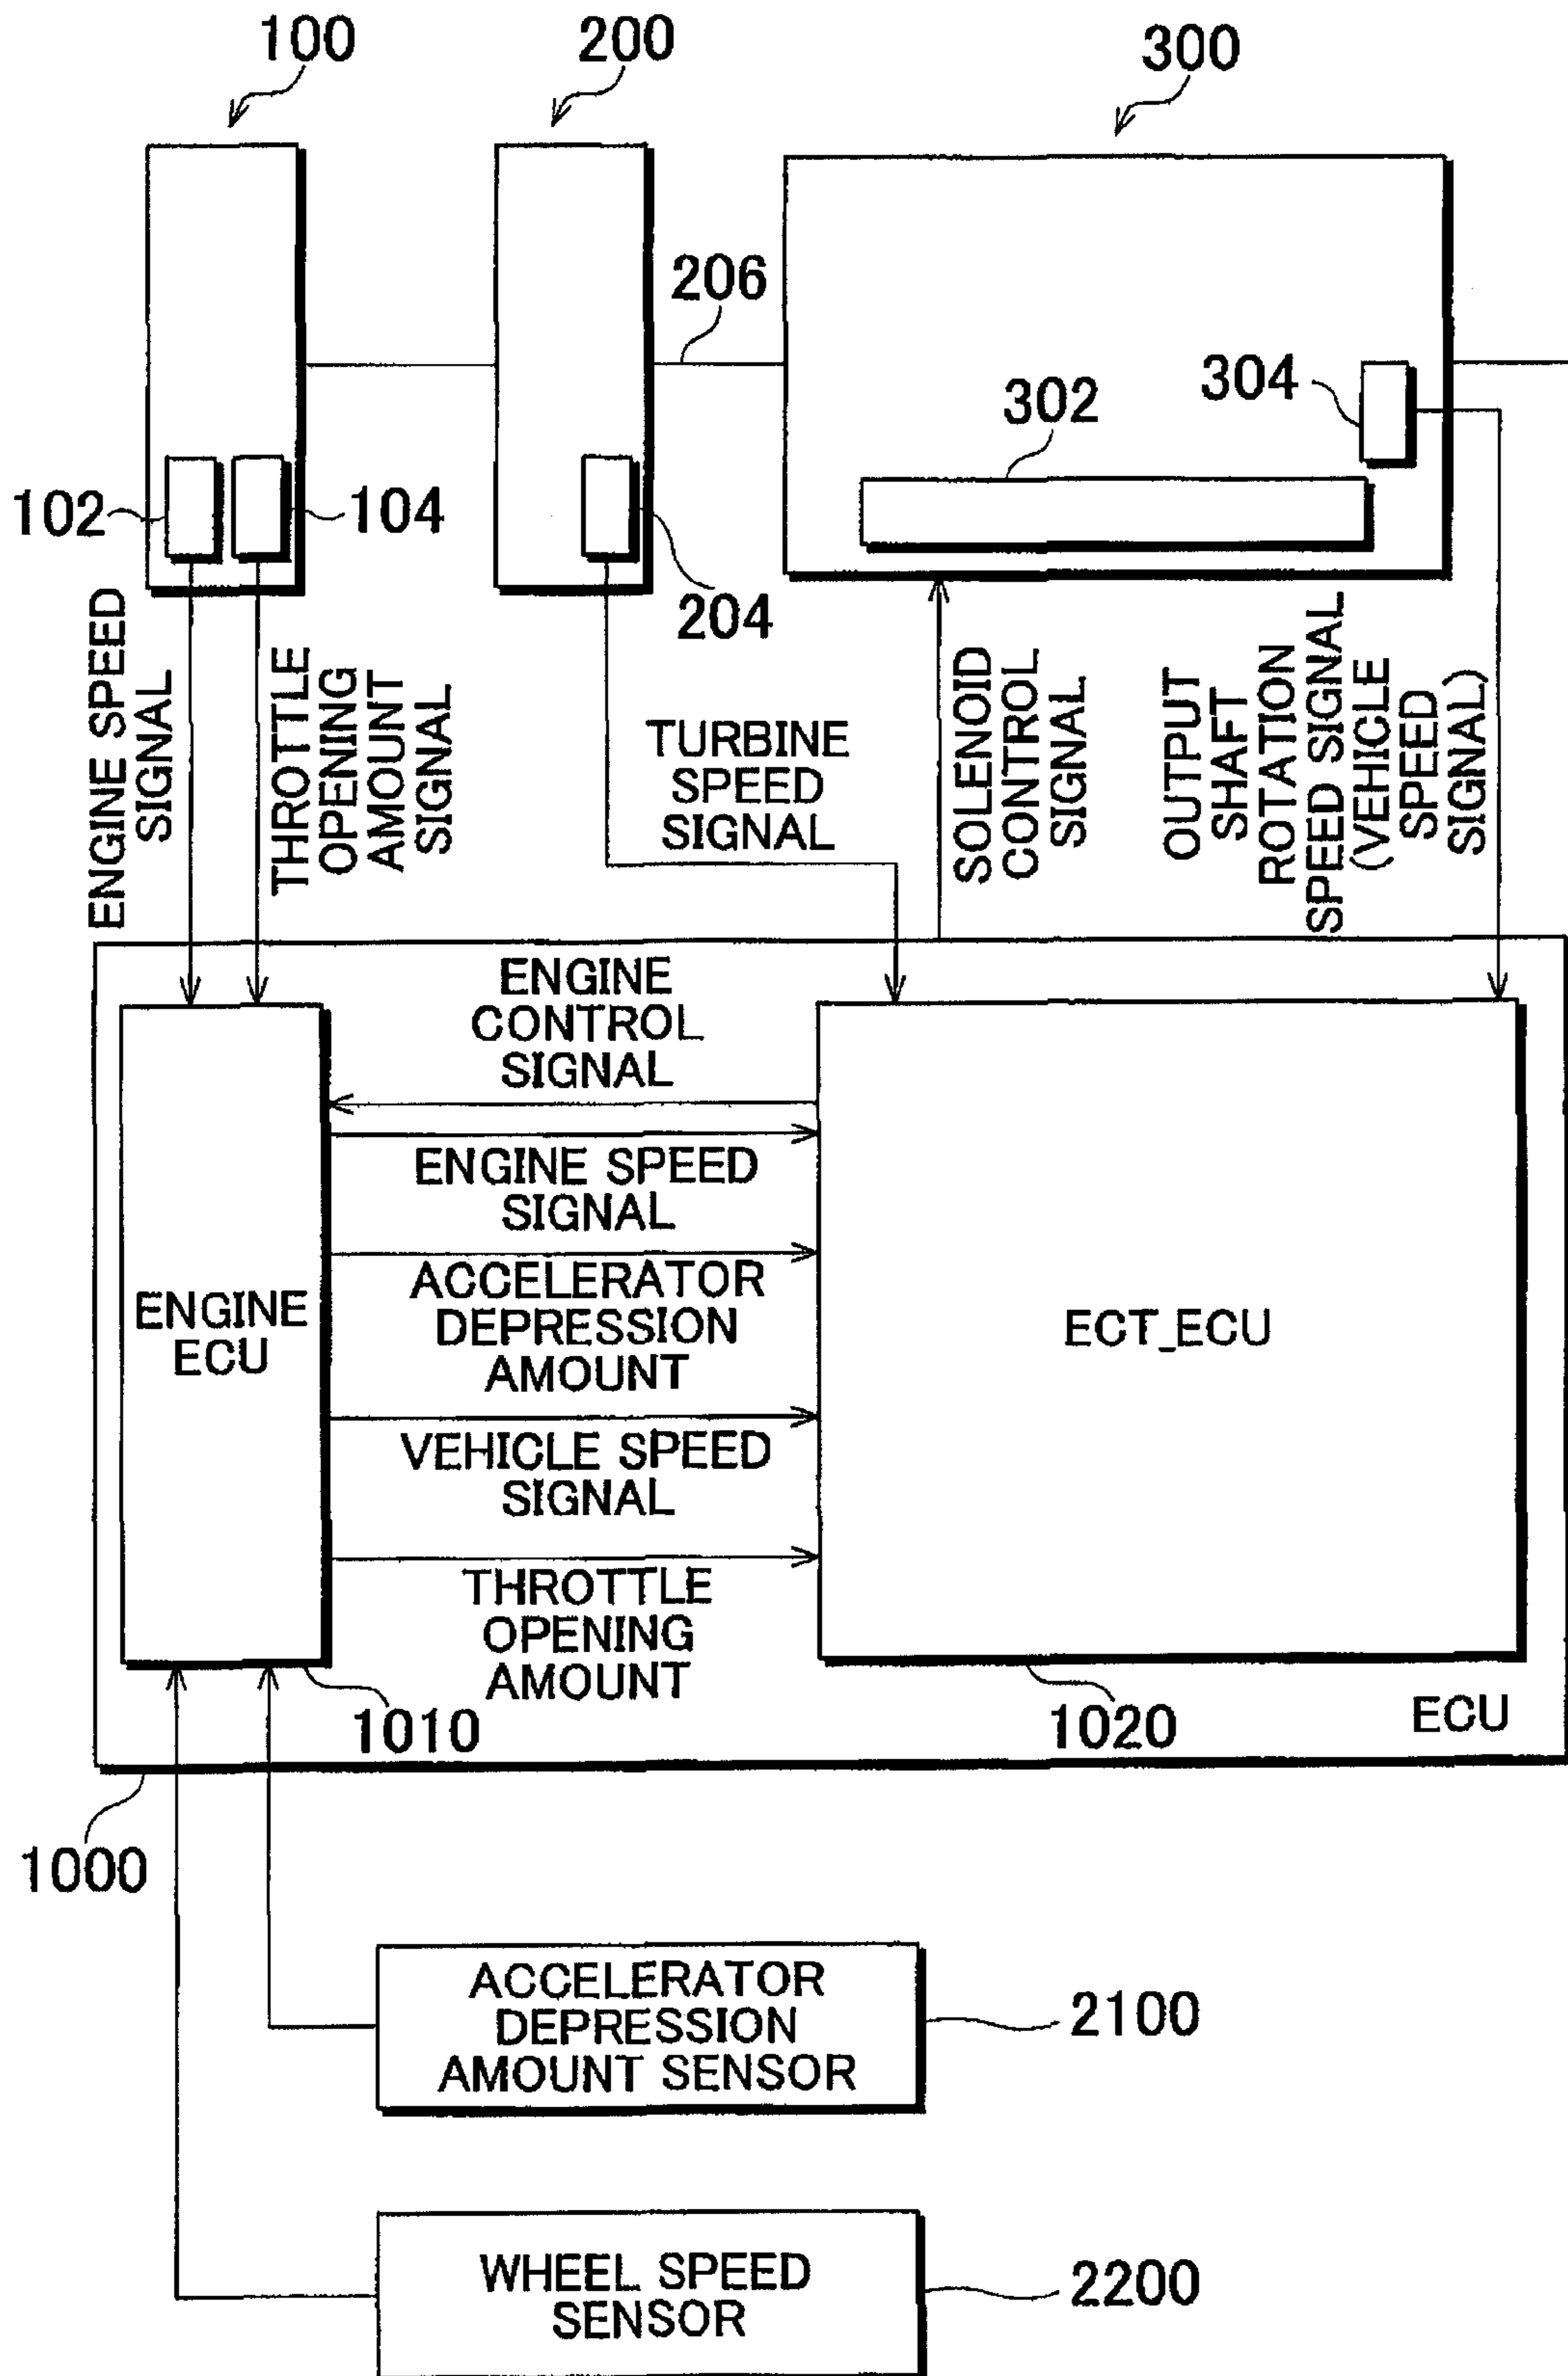 100
200
300
206
304
302
102
104
204
ENGINE SPEED
SIGNAL
THROTTLE
OPENING
AMOUNT
SIGNAL
TURBINE
SPEED
SIGNAL
SOLENOID
CONTROL
SIGNAL
OUTPUT
SHAFT
ROTATION
SPEED SIGNAL
(VEHICLE
SPEED
SIGNAL)
ENGINE
CONTROL
SIGNAL
ENGINE SPEED
SIGNAL
ACCELERATOR
DEPRESSION
AMOUNT
ENGINE
ECU
ECT_ECU
VEHICLE SPEED
SIGNAL
THROTTLE
OPENING
AMOUNT
1010
1020
ECU
1000
ACCELERATOR
DEPRESSION
AMOUNT SENSOR
2100
WHEEL SPEED
SENSOR
2200